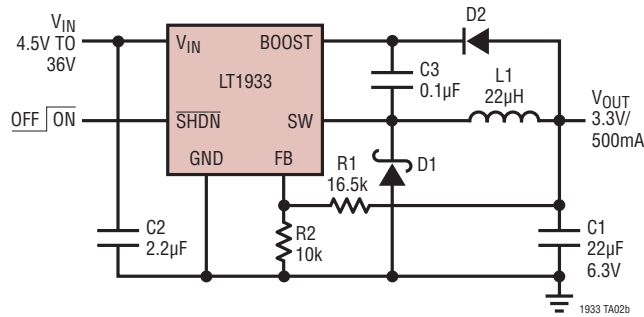 VIN
4.5V TO
36V
OFF ON
VIN
BOOST
LT1933
SHDN
SW
GND
FB
D2
C3
0.1µF
L1
22µH
VOUT
3.3V/
500mA
R1
16.5k
D1
C2
2.2µF
R2
10k
C1
22µF
6.3V
1933 TA02b